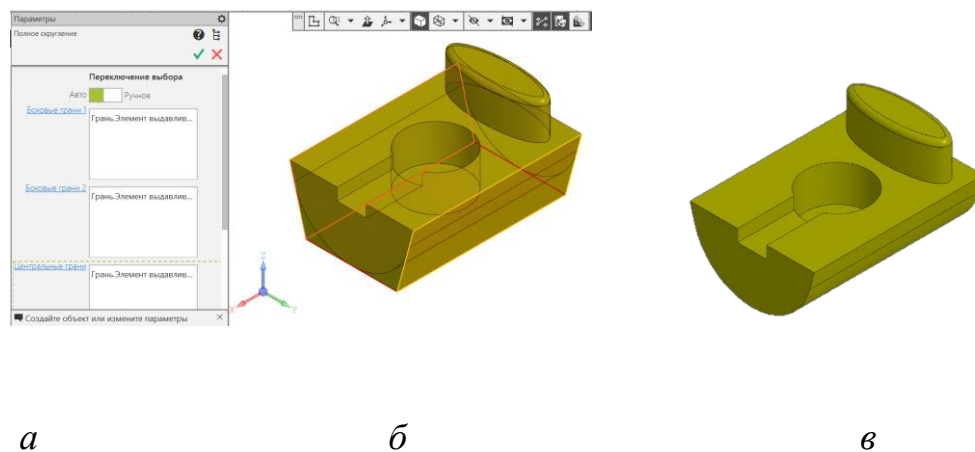 Параметры
Полное округление
Переключение выбора
Авто Ручное
Боковые грани 1
Грань.Элемент выдавлив...
Боковые грани 2
Грань.Элемент выдавлив...
Центральные грани
Грань.Элемент выдавлив...
Создайте объект или измените параметры
Z
X
Y
а б в